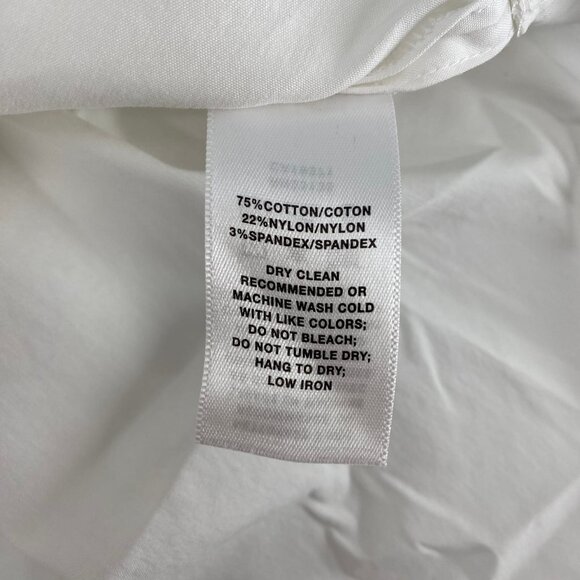 75%COTTON/COTON
22%NYLON/NYLON
3%SPANDEX/SPANDEX
DRY CLEAN
RECOMMENDED OR
MACHINE WASH COLD
WITH LIKE COLORS;
DO NOT BLEACH;
DO NOT TUMBLE DRY;
HANG TO DRY;
LOW IRON